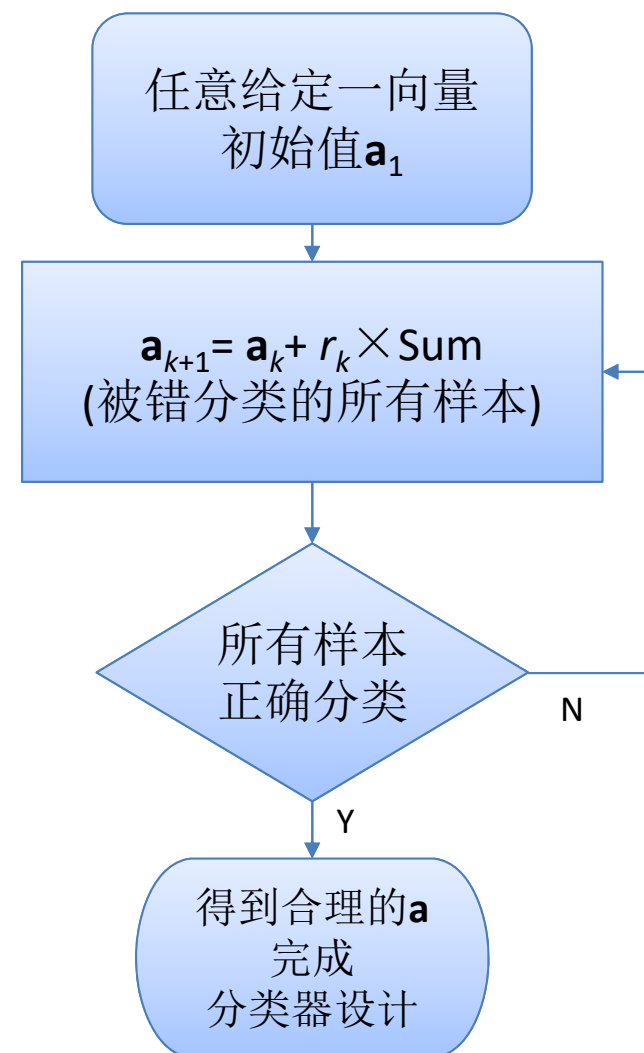 任意给定一向量
初始值a₁
aₖ₊₁= aₖ+ rₖ×Sum
(被错分类的所有样本)
所有样本
正确分类
N
Y
得到合理的a
完成
分类器设计